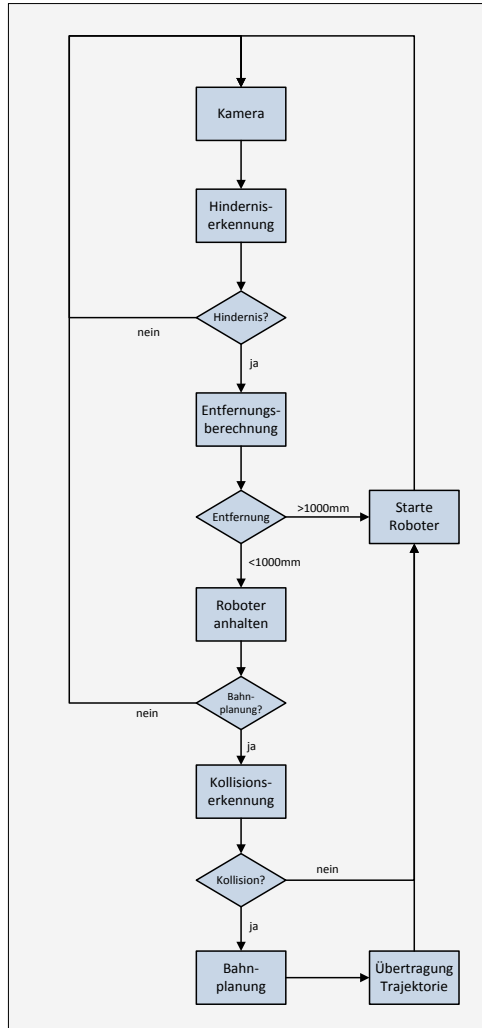 Kamera
Hindernis-
erkennung
Hindernis?
nein
ja
Entfernungs-
berechnung
Entfernung
>1000mm
Starte
Roboter
<1000mm
Roboter
anhalten
Bahn-
planung?
nein
ja
Kollisions-
erkennung
Kollision?
nein
ja
Bahn-
planung
Übertragung
Trajektorie